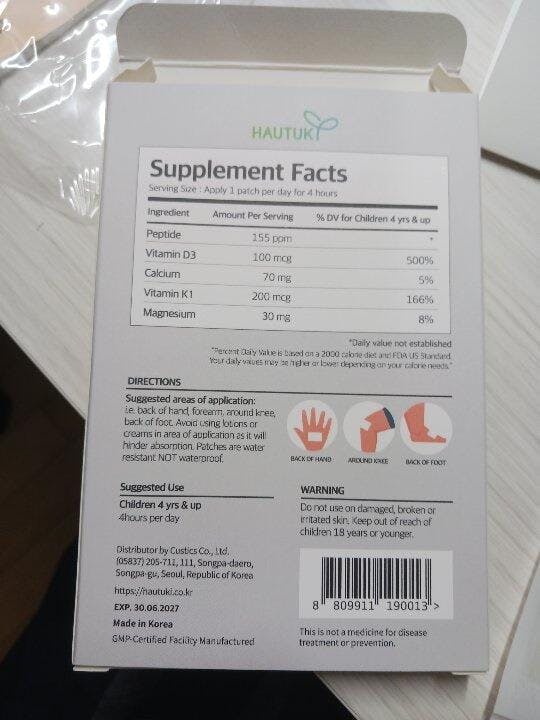 HAUTUKI
Supplement Facts
Serving Size : Apply 1 patch per day for 4 hours
Ingredient Amount Per Serving % DV for Children 4 yrs & up
Peptide 155 ppm *
Vitamin D3 100 mcg 500%
Calcium 70 mg 5%
Vitamin K1 200 mcg 166%
Magnesium 30 mg 8%
*Daily value not established
"Percent Daily Value is based on a 2000 calorie diet and FDA US Standard.
Your daily values may be higher or lower depending on your calorie needs."
DIRECTIONS
Suggested areas of application:
i.e. back of hand, forearm, around knee,
back of foot. Avoid using lotions or
creams in area of application as it will
hinder absorption. Patches are water
resistant NOT waterproof.
BACK OF HAND AROUND KNEE BACK OF FOOT
Suggested Use
Children 4 yrs & up
4hours per day
WARNING
Do not use on damaged, broken or
irritated skin. Keep out of reach of
children 18 years or younger.
Distributor by Custics Co., Ltd.
(05837) 205-711, 111, Songpa-daero,
Songpa-gu, Seoul, Republic of Korea
https://hautuki.co.kr
EXP. 30.06.2027
Made in Korea
GMP-Certified Facility Manufactured
8 809911 190013 >
This is not a medicine for disease
treatment or prevention.